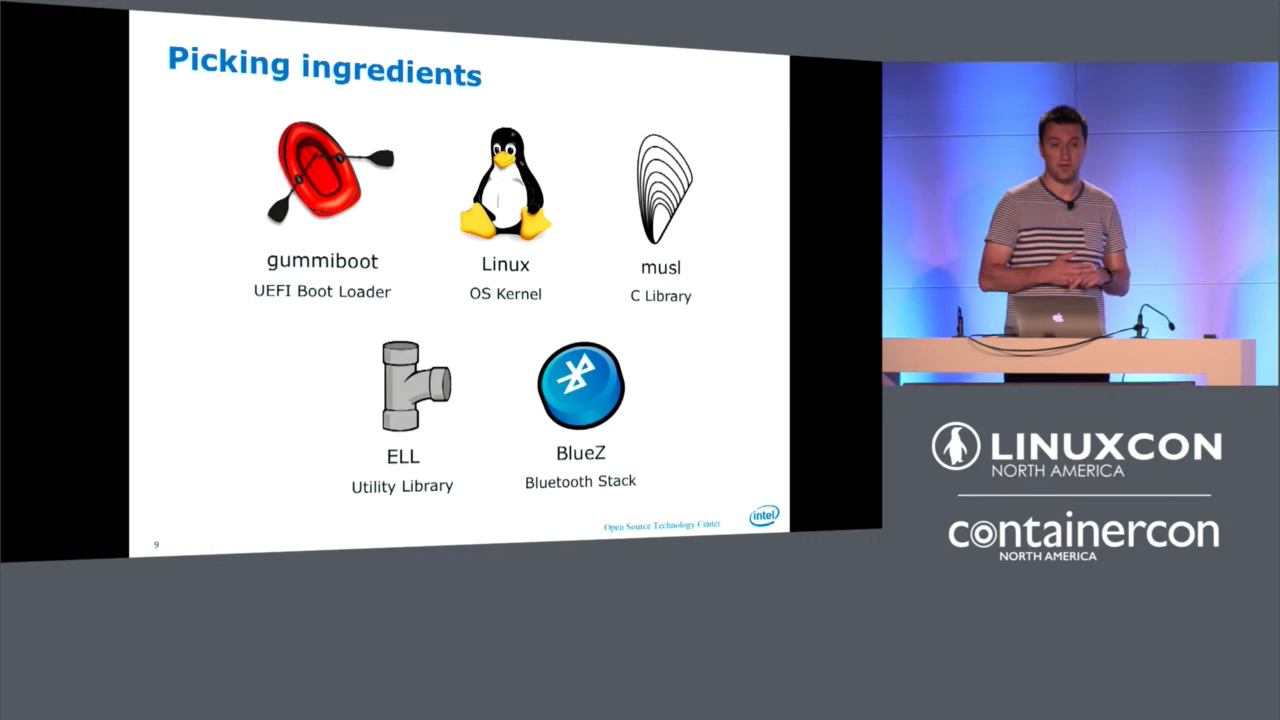 Picking ingredients
gummiboot
UEFI Boot Loader
Linux
OS Kernel
musl
C Library
ELL
Utility Library
BlueZ
Bluetooth Stack
9
Open Source Technology Center
intel
LINUXCON
NORTH AMERICA
containercon
NORTH AMERICA